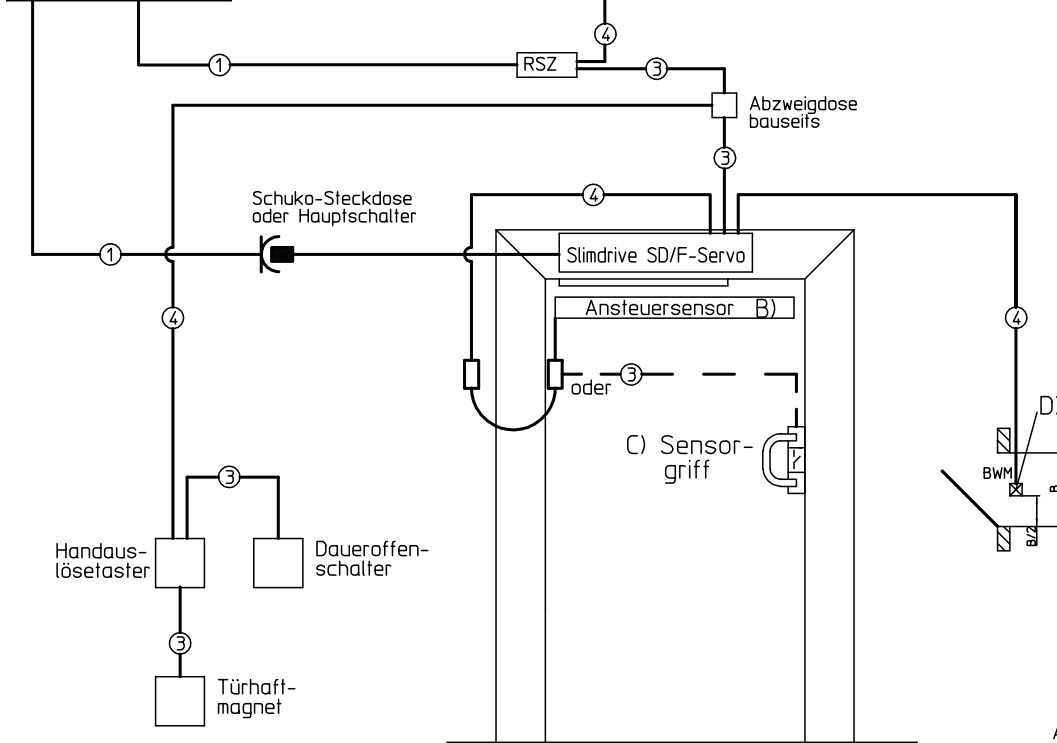 4
1
RSZ
3
Abzweigdose
bauseits
3
Schuko-Steckdose
oder Hauptschalter
4
1
Slimdrive SD/F-Servo
Ansteuersensor B)
4
4
oder
3
C) Sensor-
griff
BWM
B/2
3
Handaus-
lösetaster
Daueroffen-
schalter
3
Türhaft-
magnet